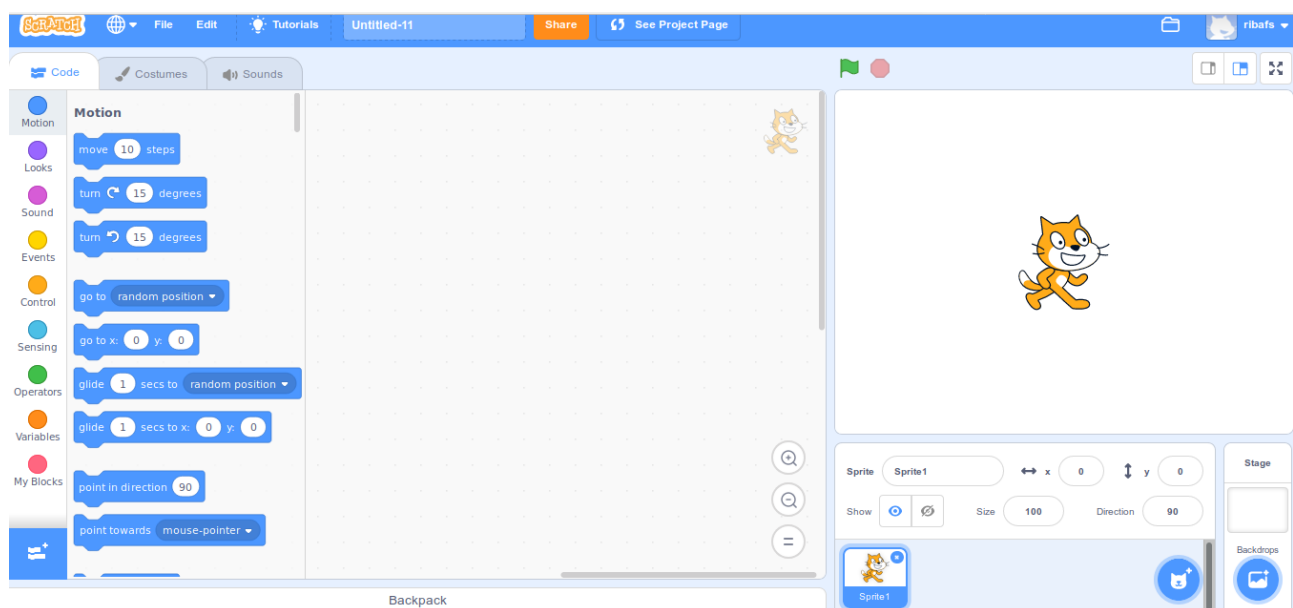 SCRATCH File Edit Tutorials Untitled-11 Share See Project Page ribafs
Code Costumes Sounds
Motion
Looks
Sound
Events
Control
Sensing
Operators
Variables
My Blocks
Motion
move 10 steps
turn 15 degrees
turn 15 degrees
go to random position
go to x: 0 y: 0
glide 1 secs to random position
glide 1 secs to x: 0 y: 0
point in direction 90
point towards mouse-pointer
Backpack
Sprite Sprite1 x 0 y 0
Show Size 100 Direction 90
Sprite1
Stage
Backdrops